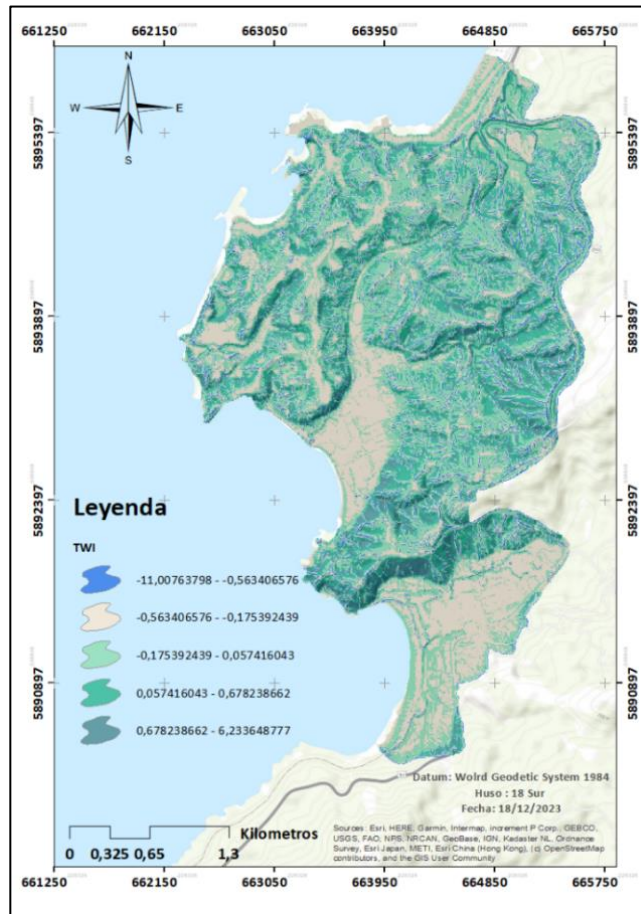 661250 662150 663050 663950 664850 665750
N
W E
S
5895397 5895397
5893897 5893897
5892397 5892397
5890897 5890897
Leyenda
TWI
-11,00763798 - -0,563406576
-0,563406576 - -0,175392439
-0,175392439 - 0,057416043
0,057416043 - 0,678238662
0,678238662 - 6,233648777
Datum: Wolrd Geodetic System 1984
Huso : 18 Sur
Fecha: 18/12/2023
Kilometros
0 0,325 0,65 1,3
Sources: Esri, HERE, Garmin, Intermap, increment P Corp., GEBCO,
USGS, FAO, NPS, NRCAN, GeoBase, IGN, Kadaster NL, Ordnance
Survey, Esri Japan, METI, Esri China (Hong Kong), (c) OpenStreetMap
contributors, and the GIS User Community
661250 662150 663050 663950 664850 665750